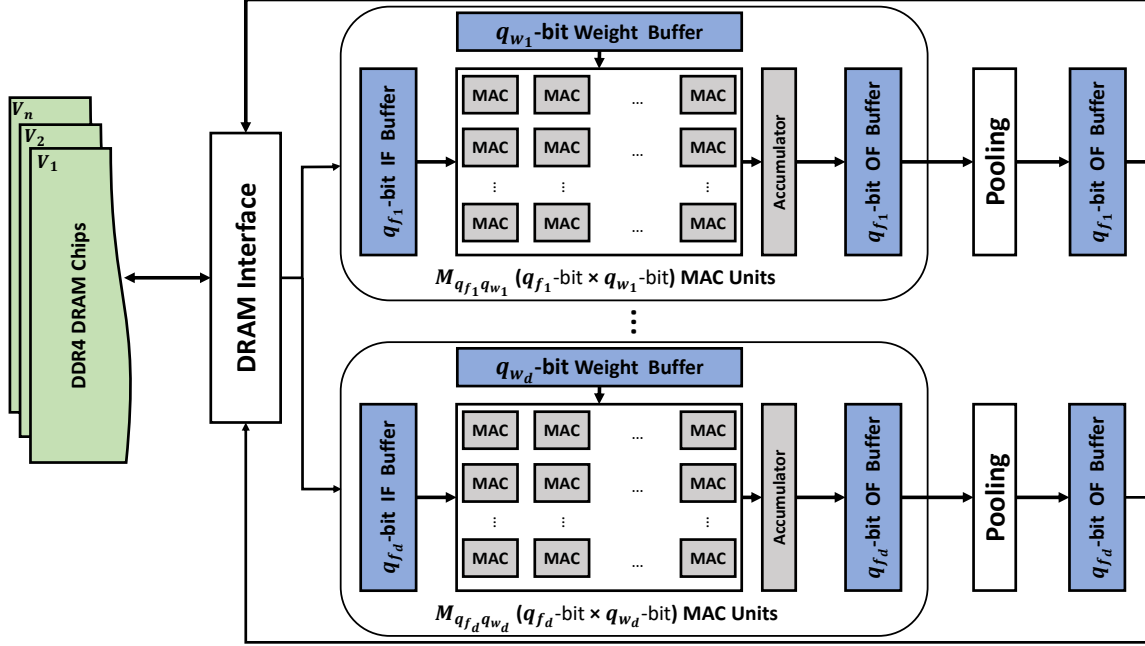 V_n
V_2
V_1
DDR4 DRAM Chips
DRAM Interface
q_{w_1}-bit Weight Buffer
q_{f_1}-bit IF Buffer
MAC MAC ... MAC
MAC MAC ... MAC
⋮ ⋮
MAC MAC ... MAC
Accumulator
q_{f_1}-bit OF Buffer
Pooling
q_{f_1}-bit OF Buffer
M_{q_{f_1}q_{w_1}} (q_{f_1}-bit × q_{w_1}-bit) MAC Units
⋮
q_{w_d}-bit Weight Buffer
q_{f_d}-bit IF Buffer
MAC MAC ... MAC
MAC MAC ... MAC
⋮ ⋮ ...
MAC MAC ... MAC
Accumulator
q_{f_d}-bit OF Buffer
Pooling
q_{f_d}-bit OF Buffer
M_{q_{f_d}q_{w_d}} (q_{f_d}-bit × q_{w_d}-bit) MAC Units